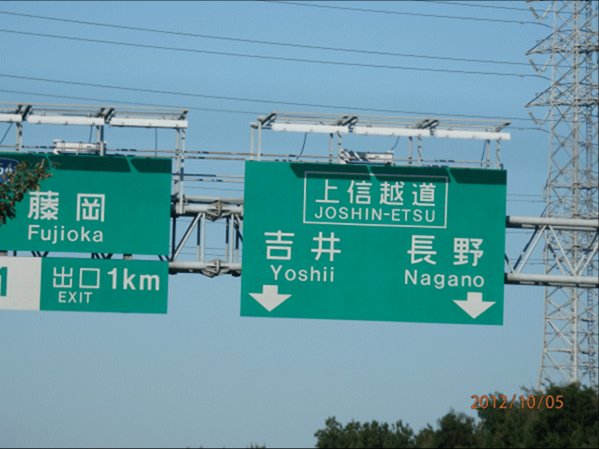 藤岡
Fujioka
1
出口 1km
EXIT
上信越道
JOSHIN-ETSU
吉井 長野
Yoshii Nagano
2012/10/05